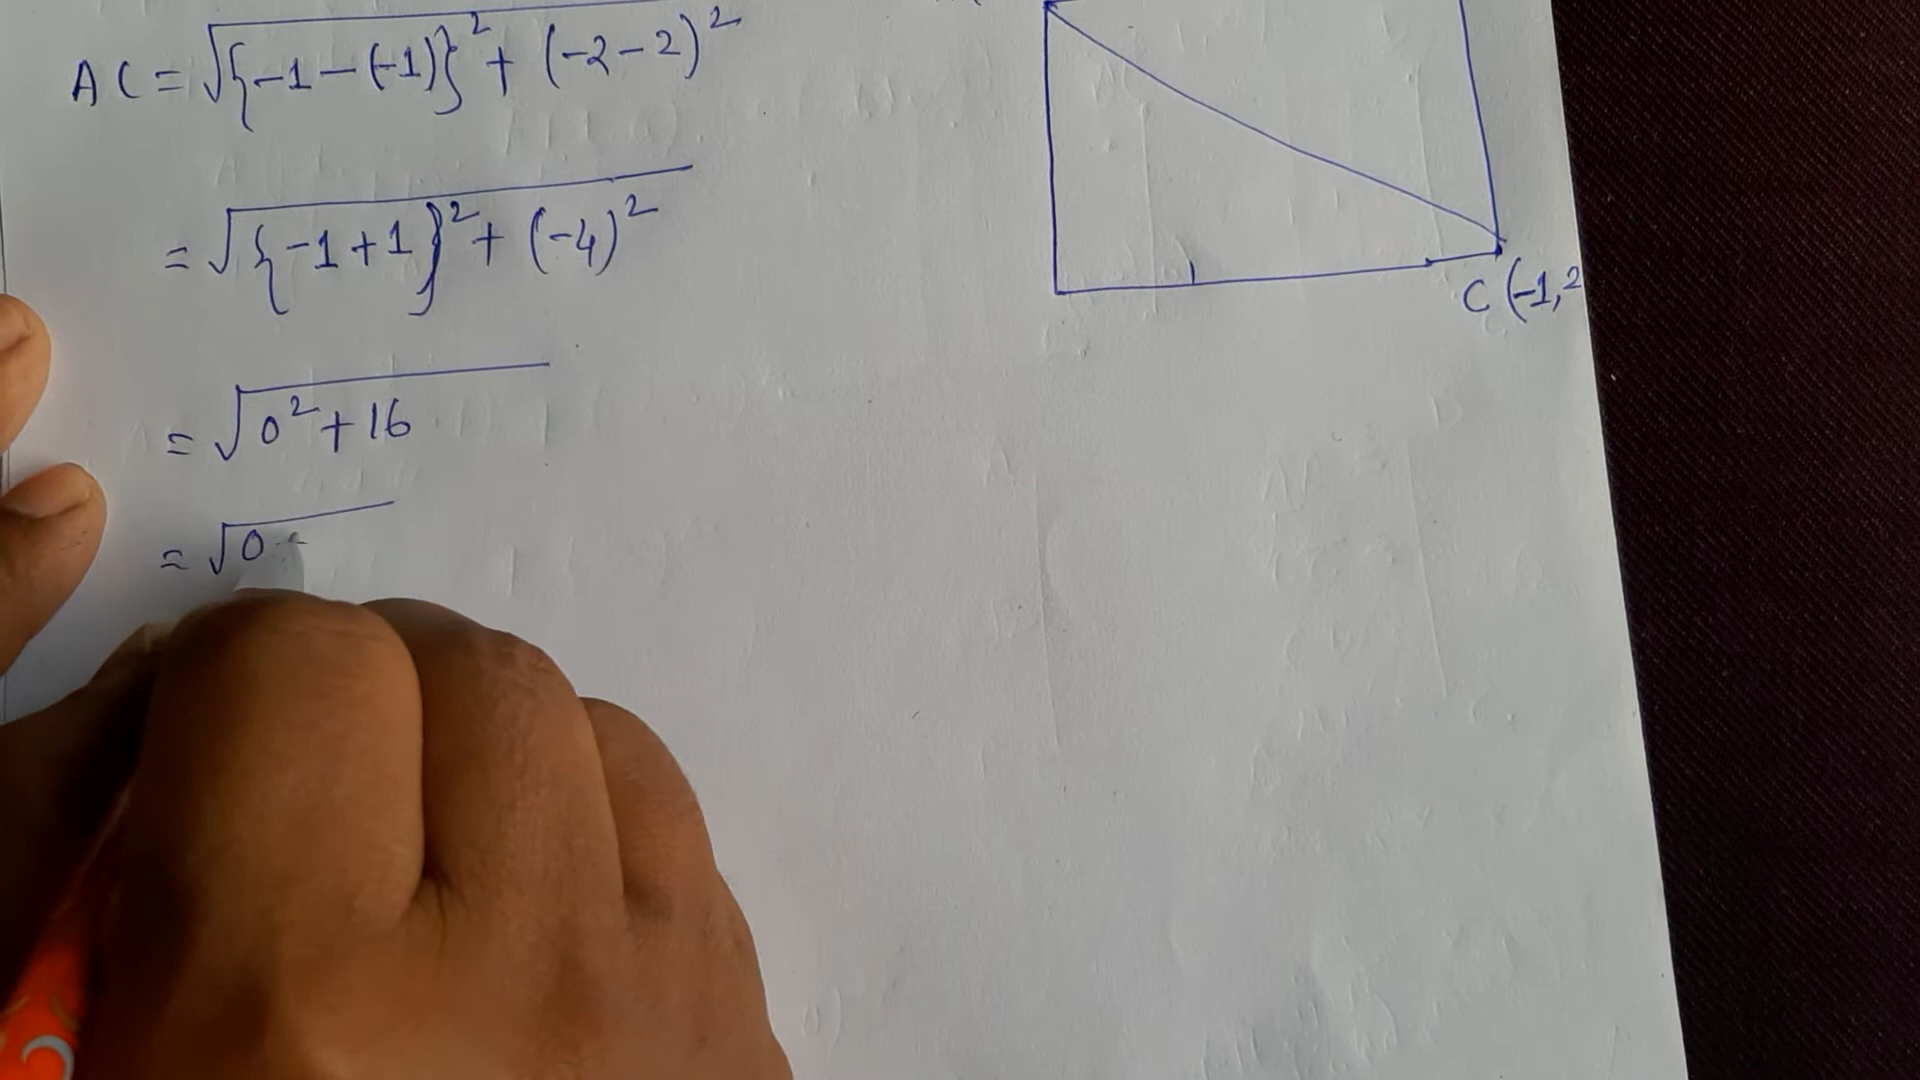 AC = √{-1-(-1)}² + (-2-2)²
= √{-1+1}² + (-4)²
C (-1,2
= √0² + 16
= √0